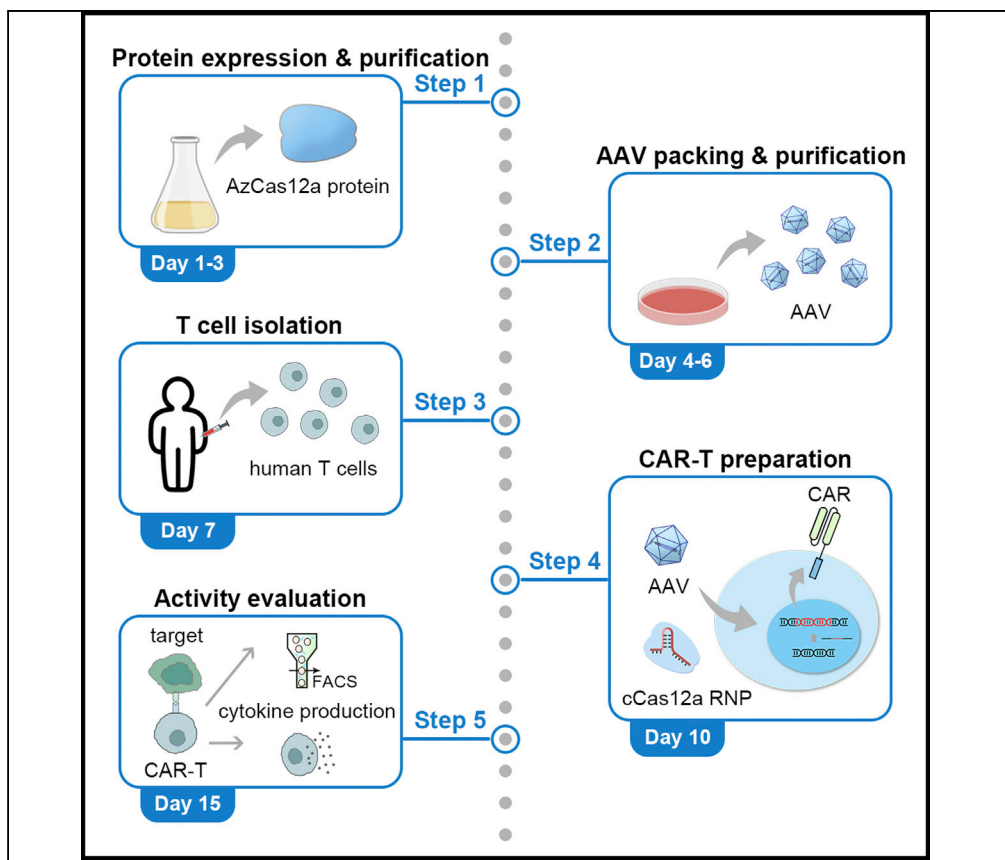 Protein expression & purification
Step 1
AzCas12a protein
Day 1-3
AAV packing & purification
Step 2
AAV
Day 4-6
T cell isolation
Step 3
human T cells
Day 7
CAR-T preparation
CAR
Step 4
AAV
cCas12a RNP
Day 10
Activity evaluation
target
FACS
cytokine production
Step 5
CAR-T
Day 15